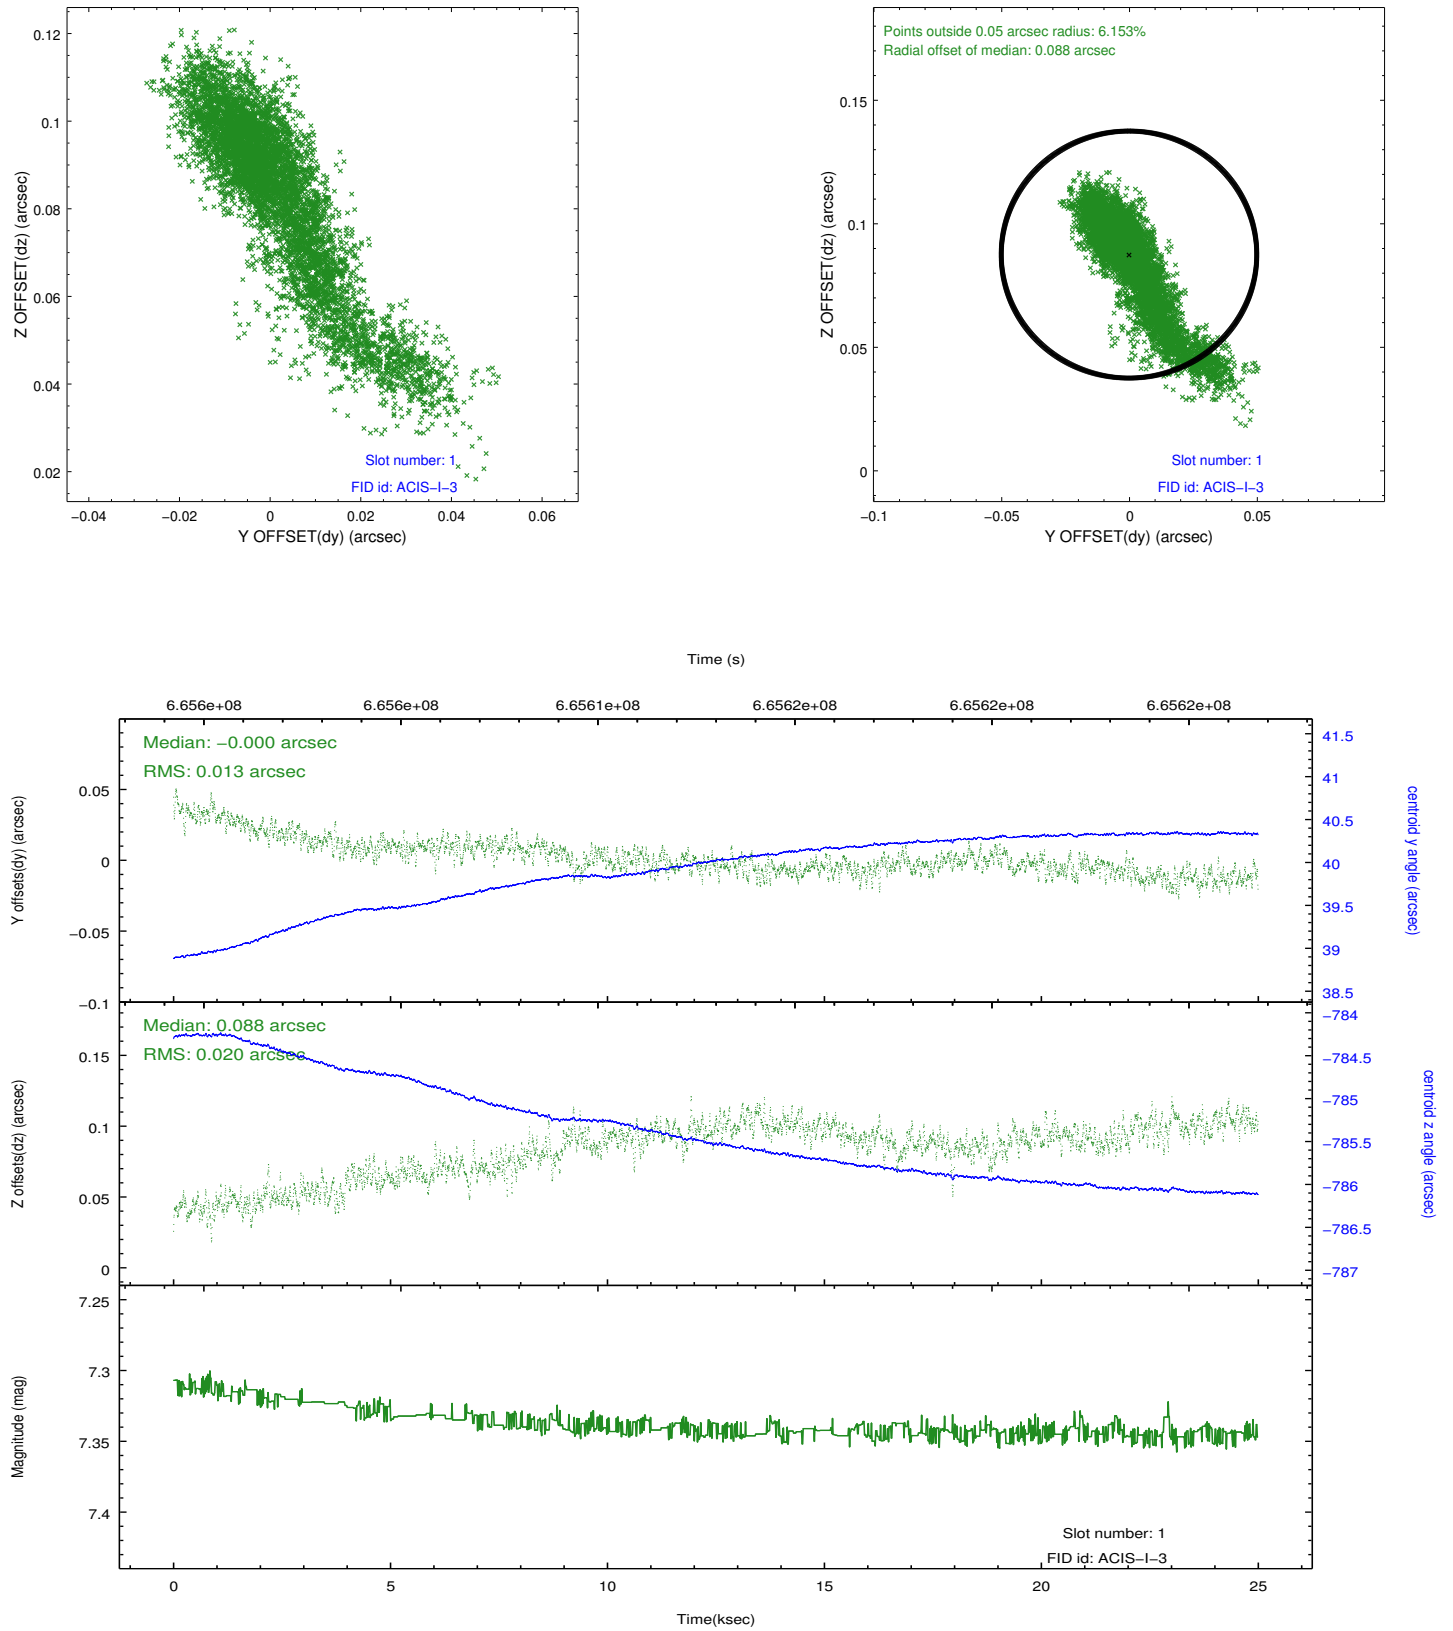 0.12
0.1
0.08
0.06
0.04
0.02
Z OFFSET(dz) (arcsec)
−0.04 −0.02 0 0.02 0.04 0.06
Y OFFSET(dy) (arcsec)
Slot number: 1
FID id: ACIS−I−3
Points outside 0.05 arcsec radius: 6.153%
Radial offset of median: 0.088 arcsec
0.15
0.1
0.05
0
Z OFFSET(dz) (arcsec)
−0.1 −0.05 0 0.05
Y OFFSET(dy) (arcsec)
Slot number: 1
FID id: ACIS−I−3
Time (s)
6.656e+08 6.656e+08 6.6561e+08 6.6562e+08 6.6562e+08 6.6562e+08
Median: −0.000 arcsec
RMS: 0.013 arcsec
0.05
0
−0.05
−0.1
Y offsets(dy) (arcsec)
41.5
41
40.5
40
39.5
39
38.5
centroid y angle (arcsec)
Median: 0.088 arcsec
RMS: 0.020 arcsec
0.15
0.1
0.05
0
Z offsets(dz) (arcsec)
−784
−784.5
−785
−785.5
−786
−786.5
−787
centroid z angle (arcsec)
7.25
7.3
7.35
7.4
Magnitude (mag)
Slot number: 1
FID id: ACIS−I−3
0 5 10 15 20 25
Time(ksec)